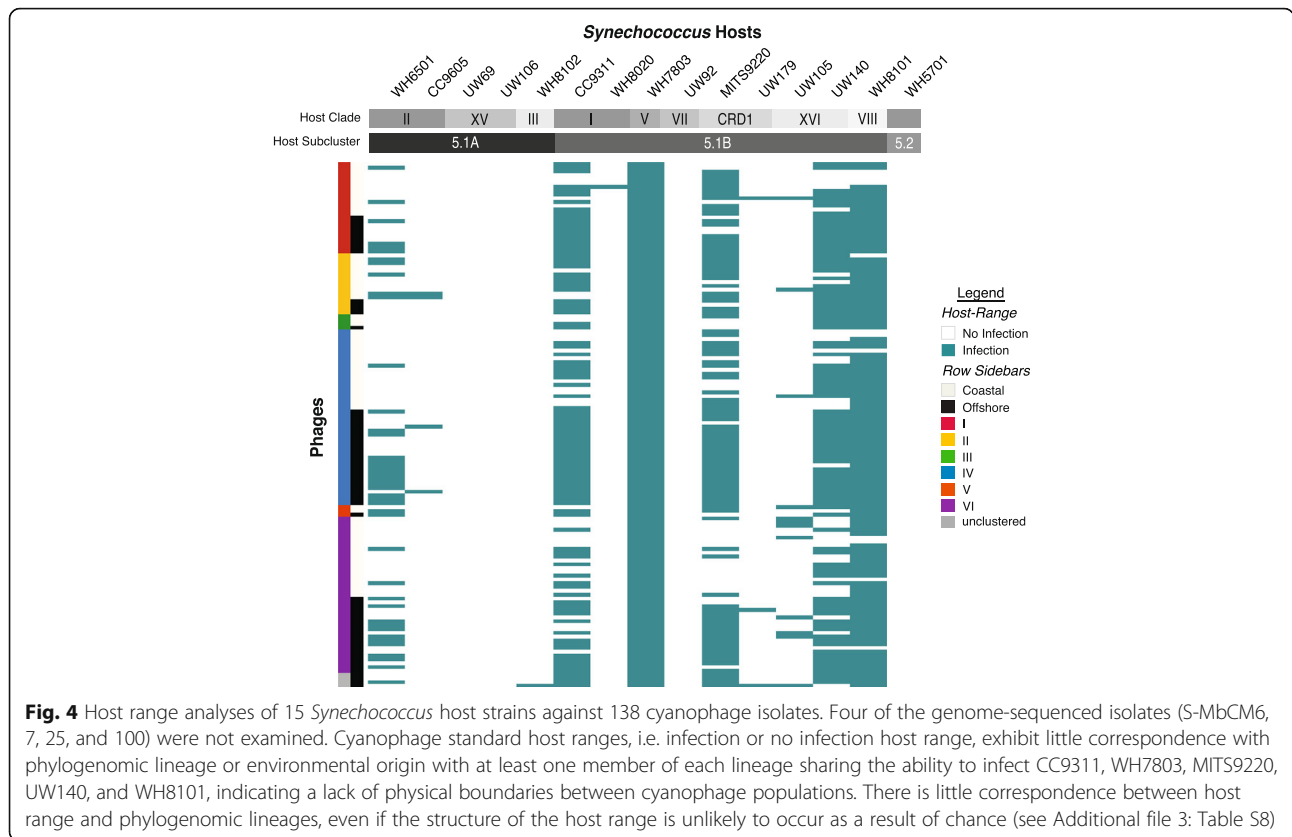 Synechococcus Hosts
WH6501 CC9605 UW69 UW106 WH8102 CC9311 WH8020 WH7803 UW92 MITS9220 UW179 UW105 UW140 WH8101 WH5701
Host Clade II XV III I V VII CRD1 XVI VIII
Host Subcluster 5.1A 5.1B 5.2
Phages
Legend
Host-Range
No Infection
Infection
Row Sidebars
Coastal
Offshore
I
II
III
IV
V
VI
unclustered
Fig. 4 Host range analyses of 15 Synechococcus host strains against 138 cyanophage isolates. Four of the genome-sequenced isolates (S-MbCM6,
7, 25, and 100) were not examined. Cyanophage standard host ranges, i.e. infection or no infection host range, exhibit little correspondence with
phylogenomic lineage or environmental origin with at least one member of each lineage sharing the ability to infect CC9311, WH7803, MITS9220,
UW140, and WH8101, indicating a lack of physical boundaries between cyanophage populations. There is little correspondence between host
range and phylogenomic lineages, even if the structure of the host range is unlikely to occur as a result of chance (see Additional file 3: Table S8)